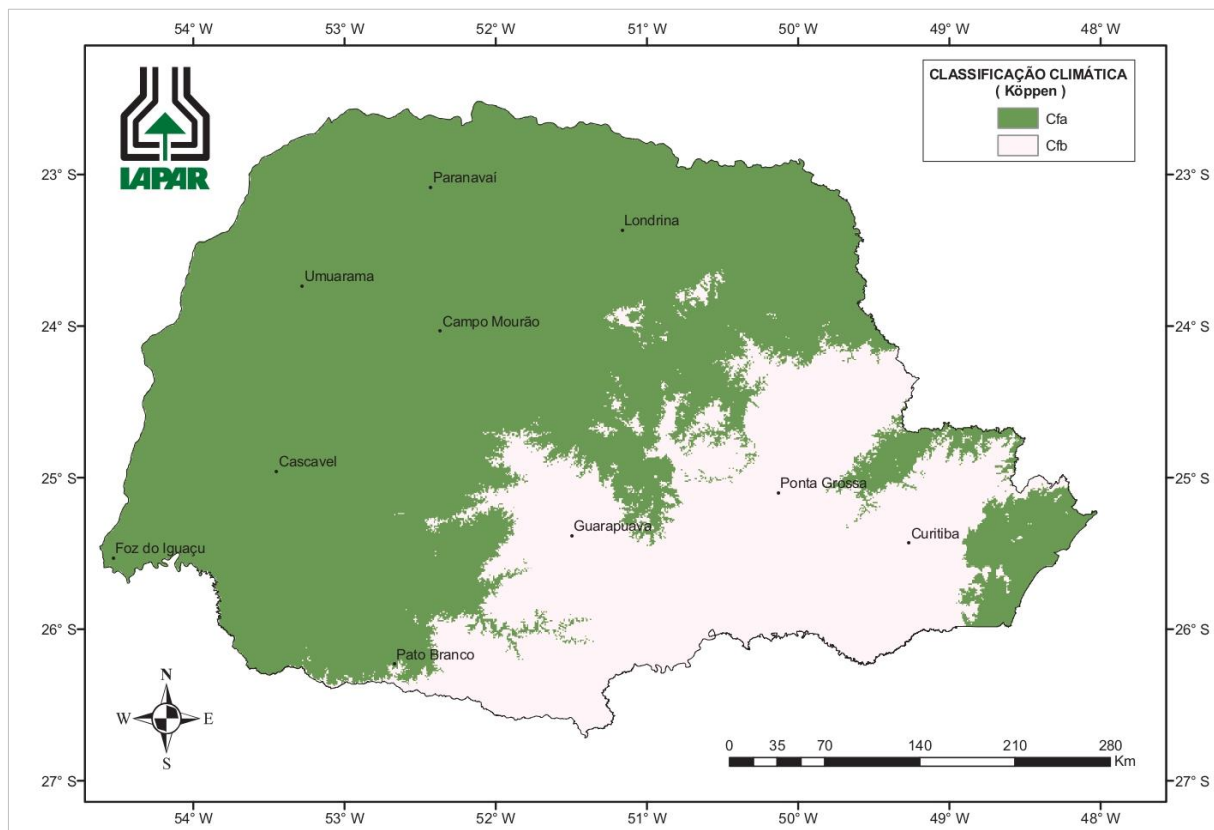 54° W 53° W 52° W 51° W 50° W 49° W 48° W
CLASSIFICAÇÃO CLIMÁTICA
( Köppen )
Cfa
Cfb
IAPAR
23° S 23° S
Paranavaí
Londrina
Umuarama
Campo Mourão
24° S 24° S
Cascavel
25° S 25° S
Ponta Grossa
Guarapuava
Curitiba
Foz do Iguaçu
26° S 26° S
Pato Branco
N
W E
S
0 35 70 140 210 280
Km
27° S 27° S
54° W 53° W 52° W 51° W 50° W 49° W 48° W